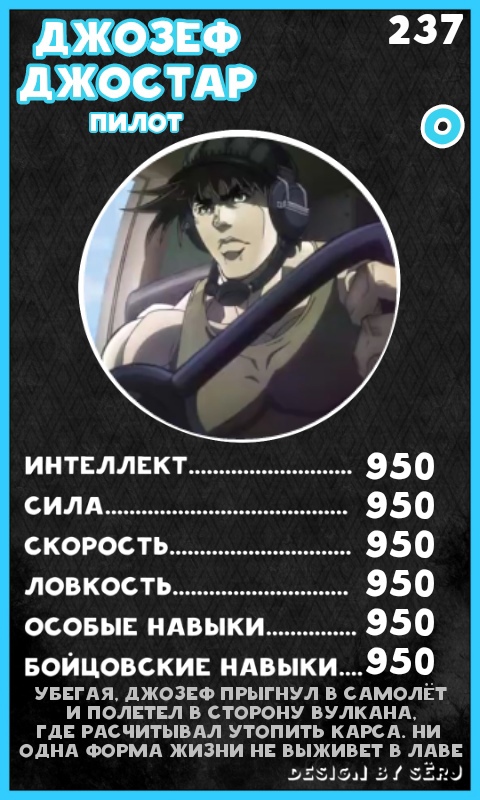 ДЖОЗЕФ
ДЖОСТАР
ПИЛОТ
237
ИНТЕЛЛЕКТ............................ 950
СИЛА.......................................... 950
СКОРОСТЬ............................... 950
ЛОВКОСТЬ.............................. 950
ОСОБЫЕ НАВЫКИ............... 950
БОЙЦОВСКИЕ НАВЫКИ.... 950
УБЕГАЯ, ДЖОЗЕФ ПРЫГНУЛ В САМОЛЁТ
И ПОЛЕТЕЛ В СТОРОНУ ВУЛКАНА,
ГДЕ РАСЧИТЫВАЛ УТОПИТЬ КАРСА. НИ
ОДНА ФОРМА ЖИЗНИ НЕ ВЫЖИВЕТ В ЛАВЕ
DESIGN BY SЁRJ